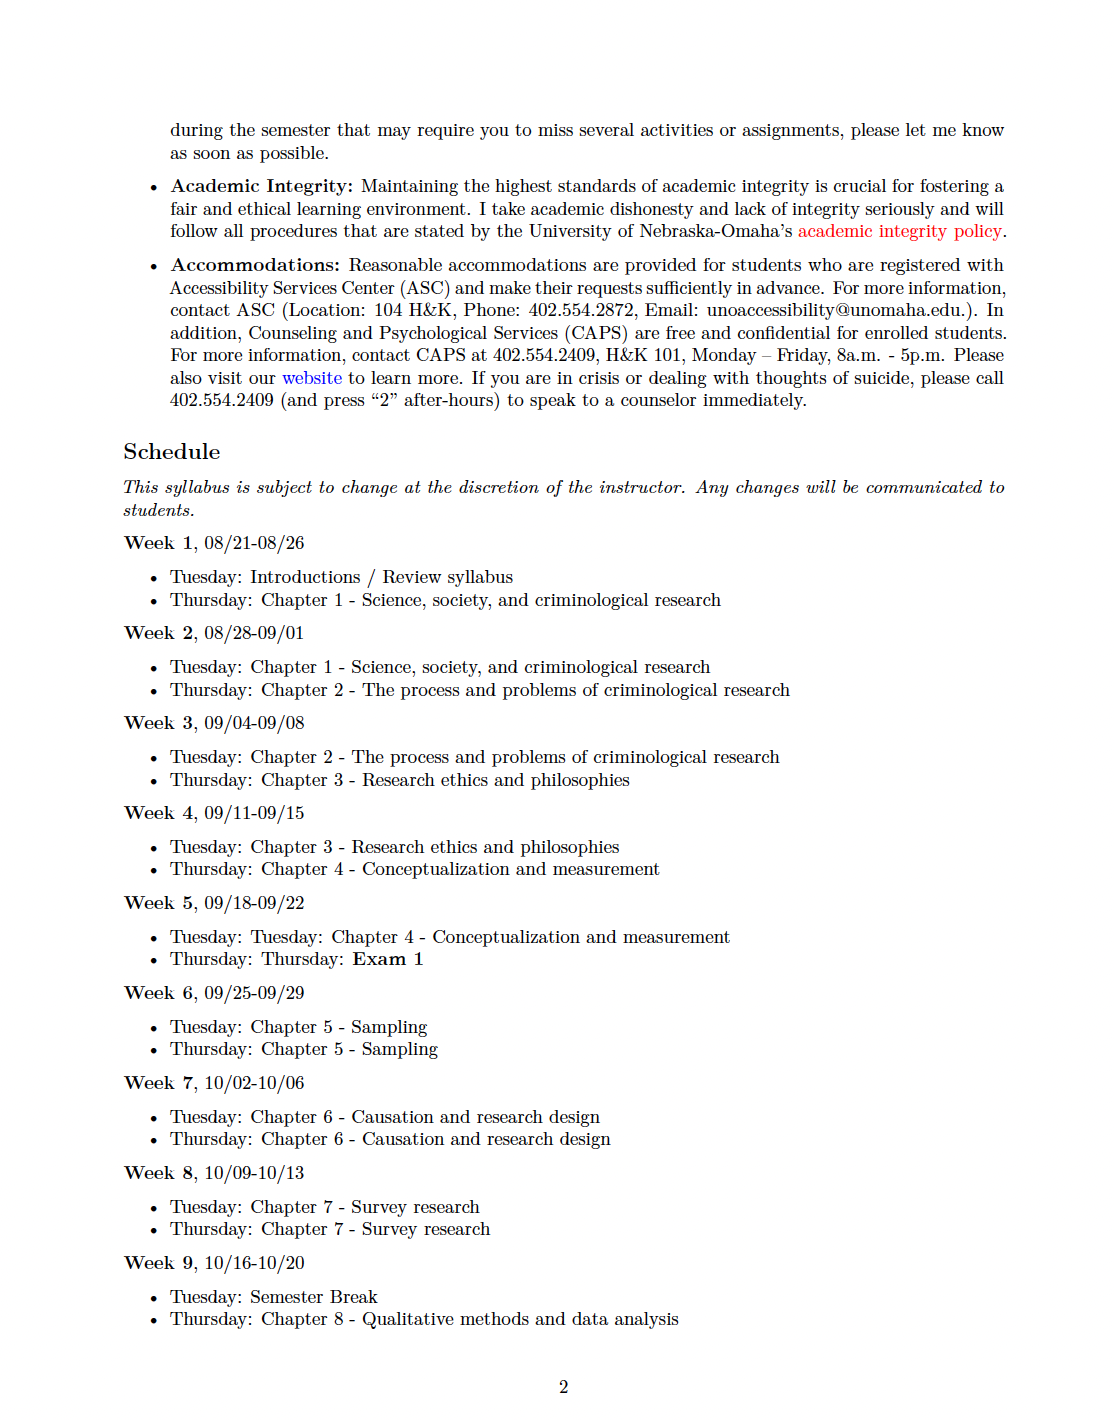 during the semester that may require you to miss several activities or assignments, please let me know
as soon as possible.
• Academic Integrity: Maintaining the highest standards of academic integrity is crucial for fostering a
fair and ethical learning environment. I take academic dishonesty and lack of integrity seriously and will
follow all procedures that are stated by the University of Nebraska-Omaha's academic integrity policy.
• Accommodations: Reasonable accommodations are provided for students who are registered with
Accessibility Services Center (ASC) and make their requests sufficiently in advance. For more information,
contact ASC (Location: 104 H&K, Phone: 402.554.2872, Email: unoaccessibility@unomaha.edu.). In
addition, Counseling and Psychological Services (CAPS) are free and confidential for enrolled students.
For more information, contact CAPS at 402.554.2409, H&K 101, Monday – Friday, 8a.m. - 5p.m. Please
also visit our website to learn more. If you are in crisis or dealing with thoughts of suicide, please call
402.554.2409 (and press “2” after-hours) to speak to a counselor immediately.
Schedule
This syllabus is subject to change at the discretion of the instructor. Any changes will be communicated to
students.
Week 1, 08/21-08/26
• Tuesday: Introductions / Review syllabus
• Thursday: Chapter 1 - Science, society, and criminological research
Week 2, 08/28-09/01
• Tuesday: Chapter 1 - Science, society, and criminological research
• Thursday: Chapter 2 - The process and problems of criminological research
Week 3, 09/04-09/08
• Tuesday: Chapter 2 - The process and problems of criminological research
• Thursday: Chapter 3 - Research ethics and philosophies
Week 4, 09/11-09/15
• Tuesday: Chapter 3 - Research ethics and philosophies
• Thursday: Chapter 4 - Conceptualization and measurement
Week 5, 09/18-09/22
• Tuesday: Tuesday: Chapter 4 - Conceptualization and measurement
• Thursday: Thursday: Exam 1
Week 6, 09/25-09/29
• Tuesday: Chapter 5 - Sampling
• Thursday: Chapter 5 - Sampling
Week 7, 10/02-10/06
• Tuesday: Chapter 6 - Causation and research design
• Thursday: Chapter 6 - Causation and research design
Week 8, 10/09-10/13
• Tuesday: Chapter 7 - Survey research
• Thursday: Chapter 7 - Survey research
Week 9, 10/16-10/20
• Tuesday: Semester Break
• Thursday: Chapter 8 - Qualitative methods and data analysis
2